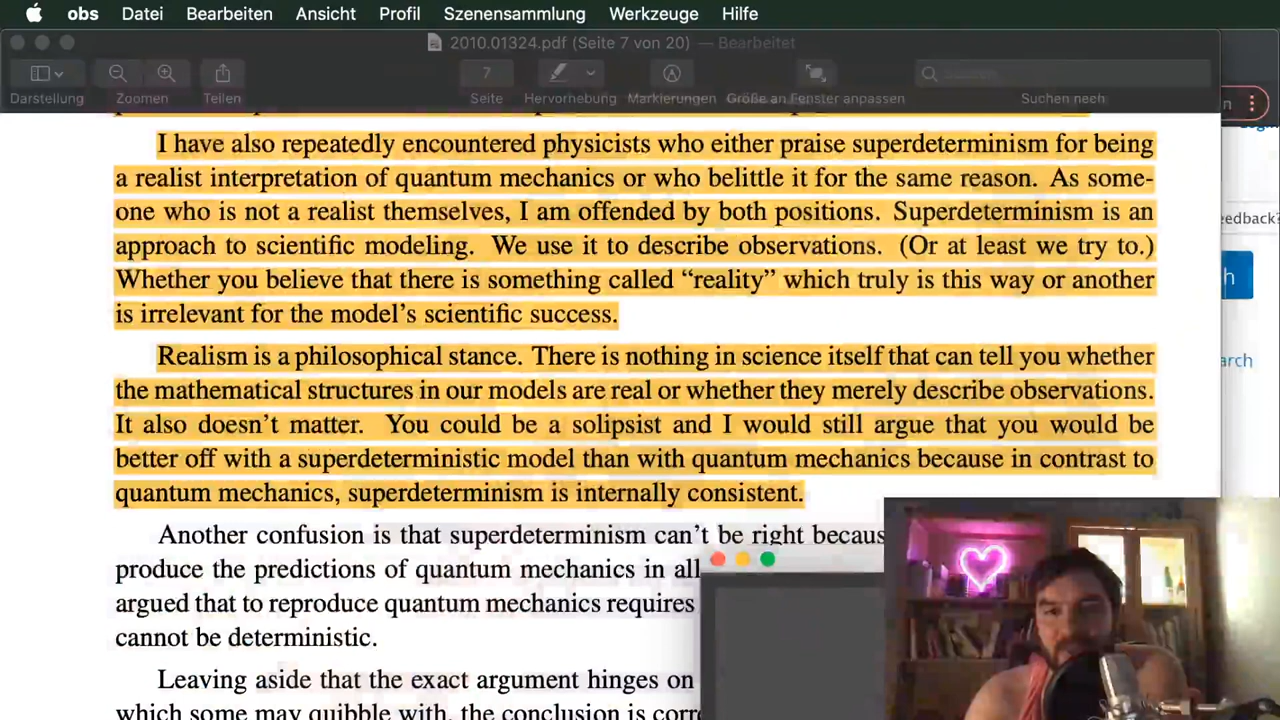 obs Datei Bearbeiten Ansicht Profil Szenensammlung Werkzeuge Hilfe
2010.01324.pdf (Seite 7 von 20) — Bearbeitet
7
Darstellung Zoomen Teilen Seite Hervorhebung Markierungen Größe an Fenster anpassen Suchen nach
I have also repeatedly encountered physicists who either praise superdeterminism for being
a realist interpretation of quantum mechanics or who belittle it for the same reason. As some-
one who is not a realist themselves, I am offended by both positions. Superdeterminism is an
approach to scientific modeling. We use it to describe observations. (Or at least we try to.)
Whether you believe that there is something called “reality” which truly is this way or another
is irrelevant for the model’s scientific success.
Realism is a philosophical stance. There is nothing in science itself that can tell you whether
the mathematical structures in our models are real or whether they merely describe observations.
It also doesn’t matter. You could be a solipsist and I would still argue that you would be
better off with a superdeterministic model than with quantum mechanics because in contrast to
quantum mechanics, superdeterminism is internally consistent.
Another confusion is that superdeterminism can’t be right becaus
produce the predictions of quantum mechanics in all
argued that to reproduce quantum mechanics requires
cannot be deterministic.
Leaving aside that the exact argument hinges on
which some may quibble with, the conclusion is corre
n
eedback?
h
arch